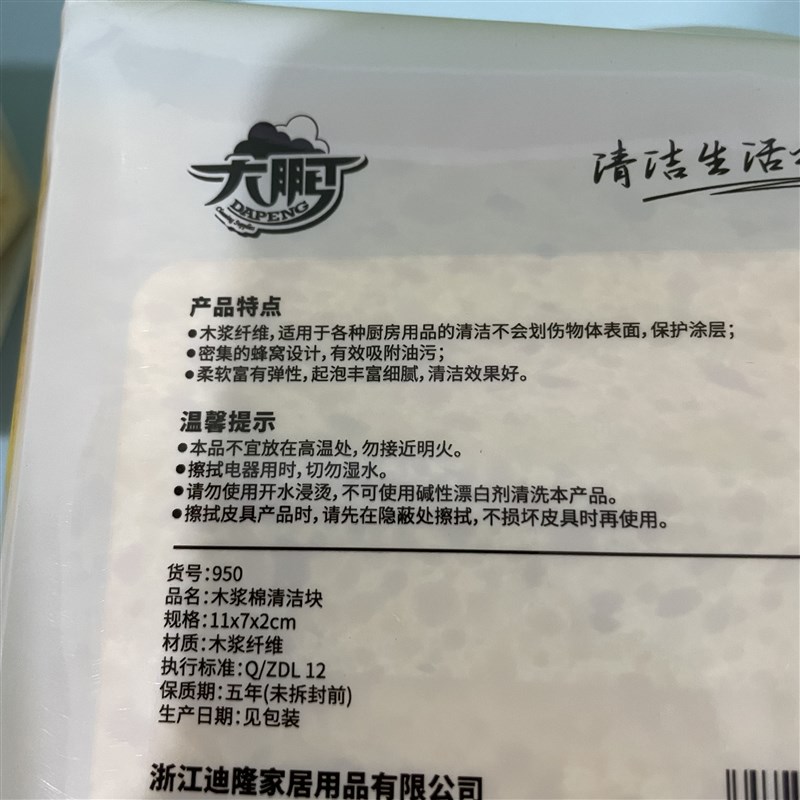 大鹏
DAPENG
Cleaning Supplies
清洁生活
产品特点
●木浆纤维,适用于各种厨房用品的清洁不会划伤物体表面,保护涂层;
●密集的蜂窝设计,有效吸附油污;
●柔软富有弹性,起泡丰富细腻,清洁效果好。
温馨提示
●本品不宜放在高温处,勿接近明火。
●擦拭电器用时,切勿湿水。
●请勿使用开水浸烫,不可使用碱性漂白剂清洗本产品。
●擦拭皮具产品时,请先在隐蔽处擦拭,不损坏皮具时再使用。
货号:950
品名:木浆棉清洁块
规格:11x7x2cm
材质:木浆纤维
执行标准:Q/ZDL 12
保质期:五年(未拆封前)
生产日期:见包装
浙江迪隆家居用品有限公司